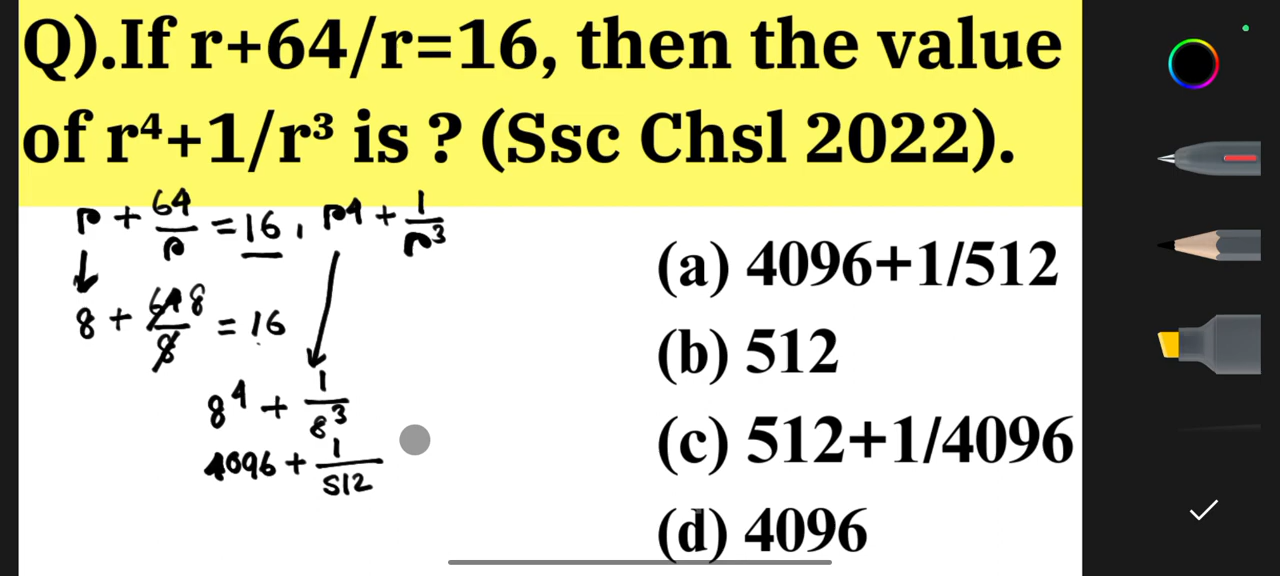 Q).If r+64/r=16, then the value
of r⁴+1/r³ is ? (Ssc Chsl 2022).
r + 64/r = 16, r⁴ + 1/r³
8 + 64 8/8 = 16
8⁴ + 1/8³
4096 + 1/512
(a) 4096+1/512
(b) 512
(c) 512+1/4096
(d) 4096